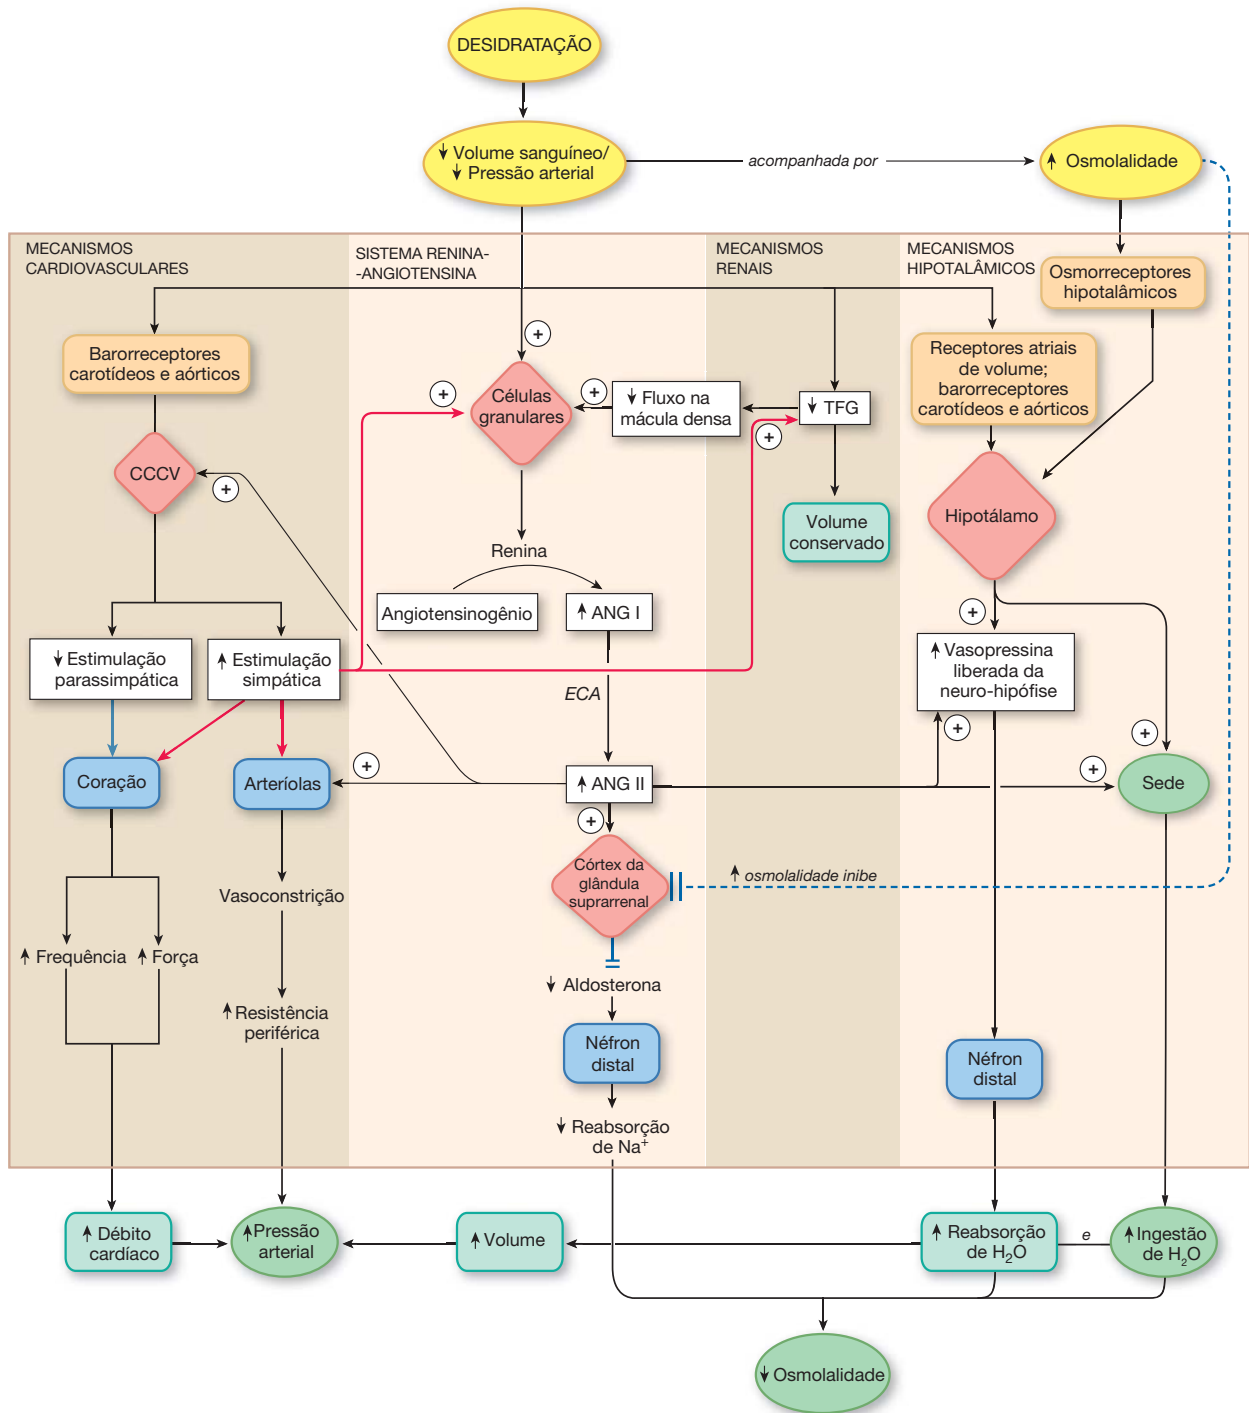 DESIDRATAÇÃO
↓ Volume sanguíneo/
↓ Pressão arterial
acompanhada por
↑ Osmolalidade
MECANISMOS
CARDIOVASCULARES
SISTEMA RENINA-
-ANGIOTENSINA
MECANISMOS
RENAIS
MECANISMOS
HIPOTALÂMICOS
Osmorreceptores
hipotalâmicos
Barorreceptores
carotídeos e aórticos
+
Receptores atriais
de volume;
barorreceptores
carotídeos e aórticos
+
Células
granulares
+
↓ Fluxo na
mácula densa
↓ TFG
+
CCCV
+
Hipotálamo
Volume
conservado
Renina
Angiotensinogênio
↑ ANG I
+
↓ Estimulação
parassimpática
↑ Estimulação
simpática
↑ Vasopressina
liberada da
neuro-hipófise
ECA
+
+
Coração
Arteríolas
+
↑ ANG II
+
Sede
+
Córtex da
glândula
suprarrenal
↑ osmolalidade inibe
Vasoconstrição
↑ Frequência
↑ Força
↓ Aldosterona
↑ Resistência
periférica
Néfron
distal
Néfron
distal
↓ Reabsorção
de Na⁺
↑ Débito
cardíaco
↑ Pressão
arterial
↑ Volume
↑ Reabsorção
de H₂O
e
↑ Ingestão
de H₂O
↓ Osmolalidade